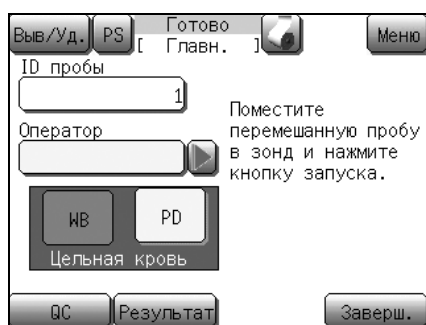 Выв/Уд. PS Готово Меню
[ Главн. ]
ID пробы
1
Оператор
Поместите
перемешанную пробу
в зонд и нажмите
кнопку запуска.
WB PD
Цельная кровь
QC Результат Заверш.